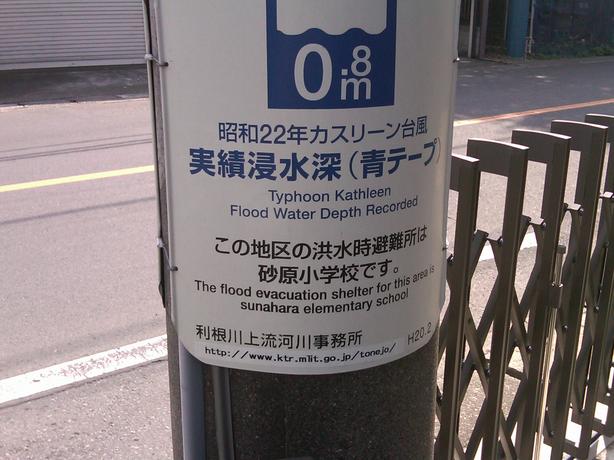 0.8m
昭和22年カスリーン台風
実績浸水深(青テープ)
Typhoon Kathleen
Flood Water Depth Recorded
この地区の洪水時避難所は
砂原小学校です。
The flood evacuation shelter for this area is
sunahara elementary school
利根川上流河川事務所
H20.2
http://www.ktr.mlit.go.jp/tonejo/